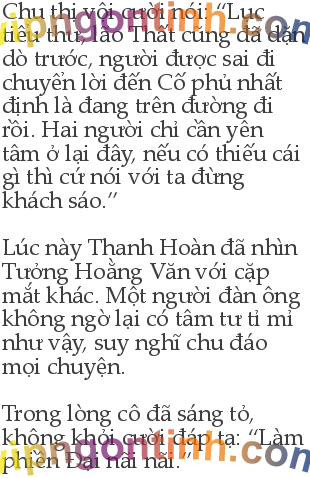 Chu thị vội cười nói: “Lục
tiểu thư, lão Thất cũng đã dặn
dò trước, người được sai đi
chuyển lời đến Cố phủ nhất
định là đang trên đường đi
rồi. Hai người chỉ cần yên
tâm ở lại đây, nếu có thiếu cái
gì thì cứ nói với ta đừng
khách sáo.”
Lúc này Thanh Hoàn đã nhìn
Tưởng Hoằng Văn với cặp
mắt khác. Một người đàn ông
không ngờ lại có tâm tư tỉ mỉ
như vậy, suy nghĩ chu đáo
mọi chuyện.
Trong lòng cô đã sáng tỏ,
không khỏi cười đáp tạ: “Làm
phiền Đại nãi nãi.”
vipngontinh.com
vipngontinh.com